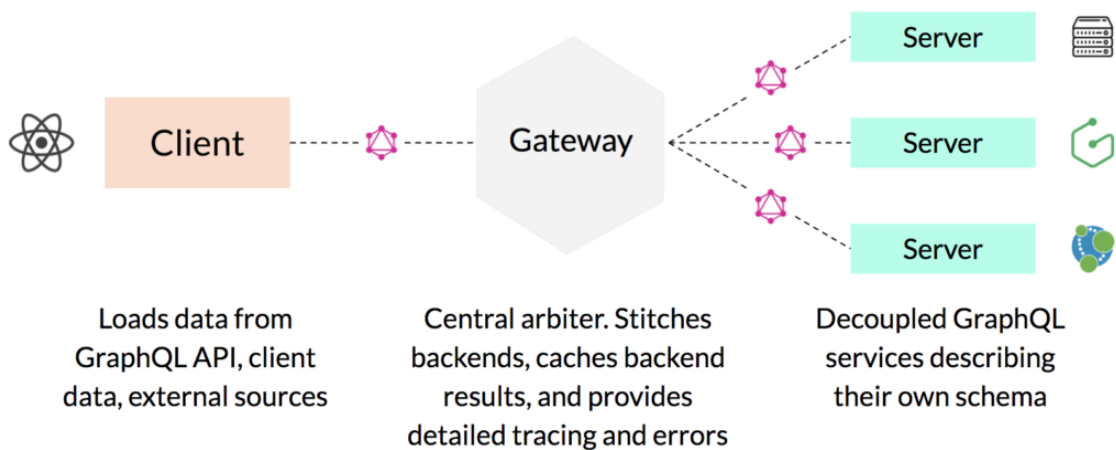 Client
Gateway
Server
Server
Server
Loads data from
GraphQL API, client
data, external sources
Central arbiter. Stitches
backends, caches backend
results, and provides
detailed tracing and errors
Decoupled GraphQL
services describing
their own schema